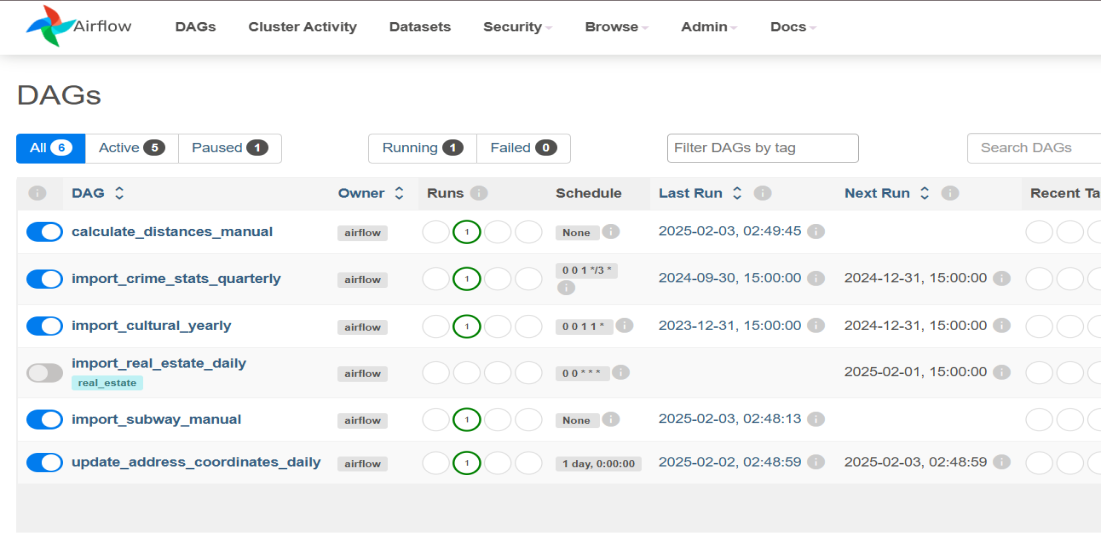 Airflow DAGs Cluster Activity Datasets Security Browse Admin Docs
DAGs
All 6 Active 5 Paused 1 Running 1 Failed 0 Filter DAGs by tag Search DAGs
i DAG Owner Runs i Schedule Last Run i Next Run i Recent Ta
calculate_distances_manual airflow 1 None i 2025-02-03, 02:49:45 i
import_crime_stats_quarterly airflow 1 0 0 1 */3 * i 2024-09-30, 15:00:00 i 2024-12-31, 15:00:00 i
import_cultural_yearly airflow 1 0 0 1 1 * i 2023-12-31, 15:00:00 i 2024-12-31, 15:00:00 i
import_real_estate_daily airflow 0 0 * * * i 2025-02-01, 15:00:00 i
real_estate
import_subway_manual airflow 1 None i 2025-02-03, 02:48:13 i
update_address_coordinates_daily airflow 1 1 day, 0:00:00 2025-02-02, 02:48:59 i 2025-02-03, 02:48:59 i